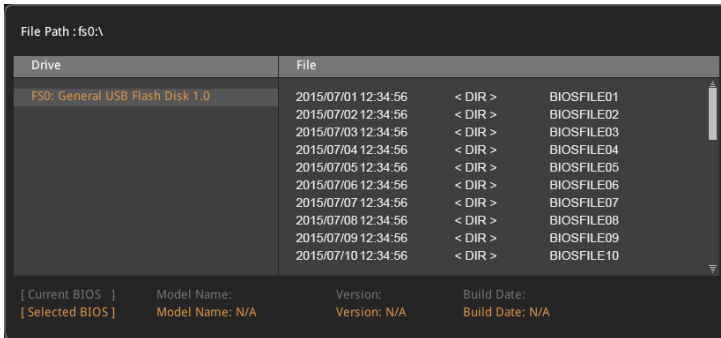 File Path : fs0:\
Drive File
FS0: General USB Flash Disk 1.0
2015/07/01 12:34:56 < DIR > BIOSFILE01
2015/07/02 12:34:56 < DIR > BIOSFILE02
2015/07/03 12:34:56 < DIR > BIOSFILE03
2015/07/04 12:34:56 < DIR > BIOSFILE04
2015/07/05 12:34:56 < DIR > BIOSFILE05
2015/07/06 12:34:56 < DIR > BIOSFILE06
2015/07/07 12:34:56 < DIR > BIOSFILE07
2015/07/08 12:34:56 < DIR > BIOSFILE08
2015/07/09 12:34:56 < DIR > BIOSFILE09
2015/07/10 12:34:56 < DIR > BIOSFILE10
[ Current BIOS ] Model Name: Version: Build Date:
[ Selected BIOS ] Model Name: N/A Version: N/A Build Date: N/A